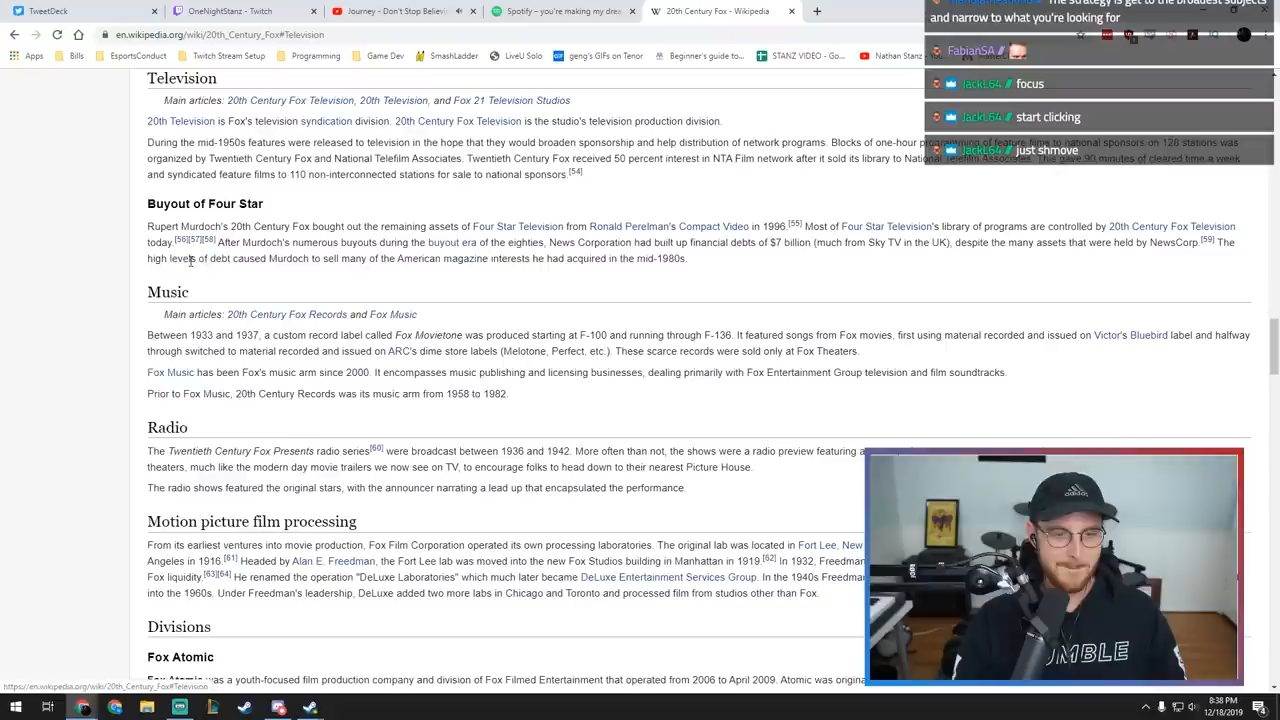 TweetDeck
OneNightStanz - Twitch
Journey - Don't Stop Believin'
Spotify – you're making my drea
20th Century Fox - Wikipedia
en.wikipedia.org/wiki/20th_Century_Fox#Television
Apps
Bills
EsportsConduct
Twitch Stream Setup
Game Dev
SmashLadder
LiveU Solo
geng's GIFs on Tenor
Beginner's guide to...
STANZ VIDEO - Goo...
Nathan Stanz - You
The strategy is get to the broadest subjects
and narrow to what you're looking for
FabianSA //
JackL64 // focus
JackL64 // start clicking
JackL64 // just shmove
Television
Main articles: 20th Century Fox Television, 20th Television, and Fox 21 Television Studios
20th Television is Fox's television syndication division. 20th Century Fox Television is the studio's television production division.
During the mid-1950s features were released to television in the hope that they would broaden sponsorship and help distribution of network programs. Blocks of one-hour programming of feature films to national sponsors on 128 stations was
organized by Twentieth Century Fox and National Telefilm Associates. Twentieth Century Fox received 50 percent interest in NTA Film network after it sold its library to National Telefilm Associates. This gave 90 minutes of cleared time a week
and syndicated feature films to 110 non-interconnected stations for sale to national sponsors.[54]
Buyout of Four Star
Rupert Murdoch's 20th Century Fox bought out the remaining assets of Four Star Television from Ronald Perelman's Compact Video in 1996.[55] Most of Four Star Television's library of programs are controlled by 20th Century Fox Television
today.[56][57][58] After Murdoch's numerous buyouts during the buyout era of the eighties, News Corporation had built up financial debts of $7 billion (much from Sky TV in the UK), despite the many assets that were held by NewsCorp.[59] The
high levels of debt caused Murdoch to sell many of the American magazine interests he had acquired in the mid-1980s.
Music
Main articles: 20th Century Fox Records and Fox Music
Between 1933 and 1937, a custom record label called Fox Movietone was produced starting at F-100 and running through F-136. It featured songs from Fox movies, first using material recorded and issued on Victor's Bluebird label and halfway
through switched to material recorded and issued on ARC's dime store labels (Melotone, Perfect, etc.). These scarce records were sold only at Fox Theaters.
Fox Music has been Fox's music arm since 2000. It encompasses music publishing and licensing businesses, dealing primarily with Fox Entertainment Group television and film soundtracks.
Prior to Fox Music, 20th Century Records was its music arm from 1958 to 1982.
Radio
The Twentieth Century Fox Presents radio series[60] were broadcast between 1936 and 1942. More often than not, the shows were a radio preview featuring a
theaters, much like the modern day movie trailers we now see on TV, to encourage folks to head down to their nearest Picture House.
The radio shows featured the original stars, with the announcer narrating a lead up that encapsulated the performance.
Motion picture film processing
From its earliest ventures into movie production, Fox Film Corporation operated its own processing laboratories. The original lab was located in Fort Lee, New
Angeles in 1916.[61] Headed by Alan E. Freedman, the Fort Lee lab was moved into the new Fox Studios building in Manhattan in 1919.[62] In 1932, Freedman
Fox liquidity.[63][64] He renamed the operation "DeLuxe Laboratories" which much later became DeLuxe Entertainment Services Group. In the 1940s Freedman
into the 1960s. Under Freedman's leadership, DeLuxe added two more labs in Chicago and Toronto and processed film from studios other than Fox.
Divisions
Fox Atomic
Fox Atomic was a youth-focused film production company and division of Fox Filmed Entertainment that operated from 2006 to April 2009. Atomic was original
https://en.wikipedia.org/wiki/20th_Century_Fox#Television
adidas
UMBLE
8:38 PM
12/18/2019
4